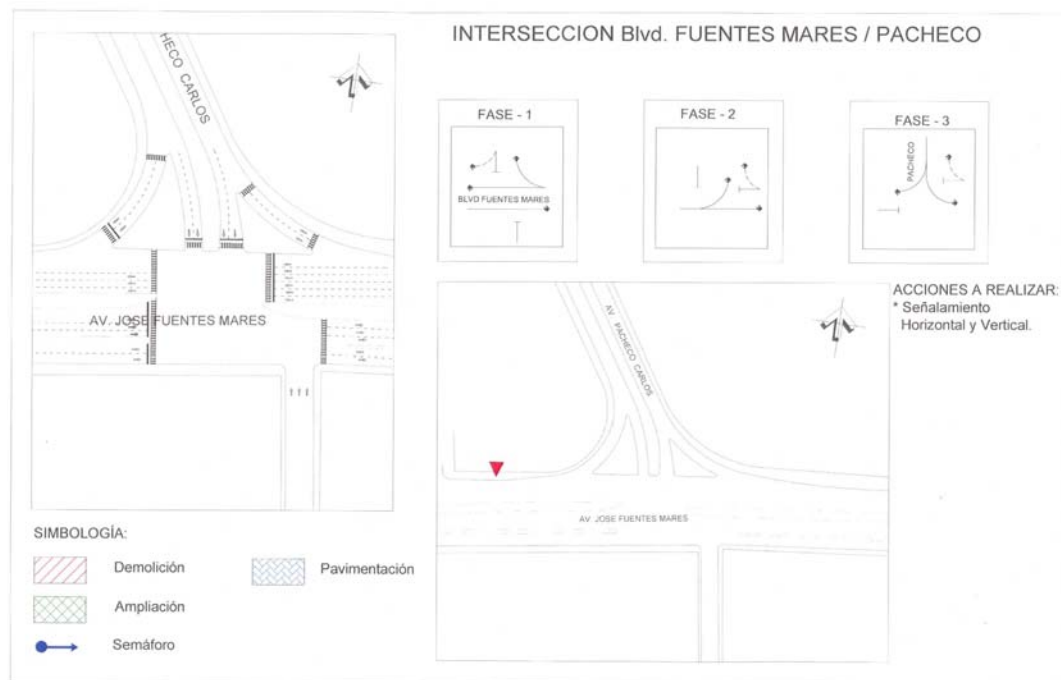 INTERSECCION Blvd. FUENTES MARES / PACHECO
HECO CARLOS
AV. JOSE FUENTES MARES
FASE - 1
BLVD FUENTES MARES
FASE - 2
FASE - 3
PACHECO
ACCIONES A REALIZAR:
* Señalamiento
Horizontal y Vertical.
AV. PACHECO CARLOS
AV. JOSE FUENTES MARES
SIMBOLOGÍA:
Demolición
Pavimentación
Ampliación
Semáforo